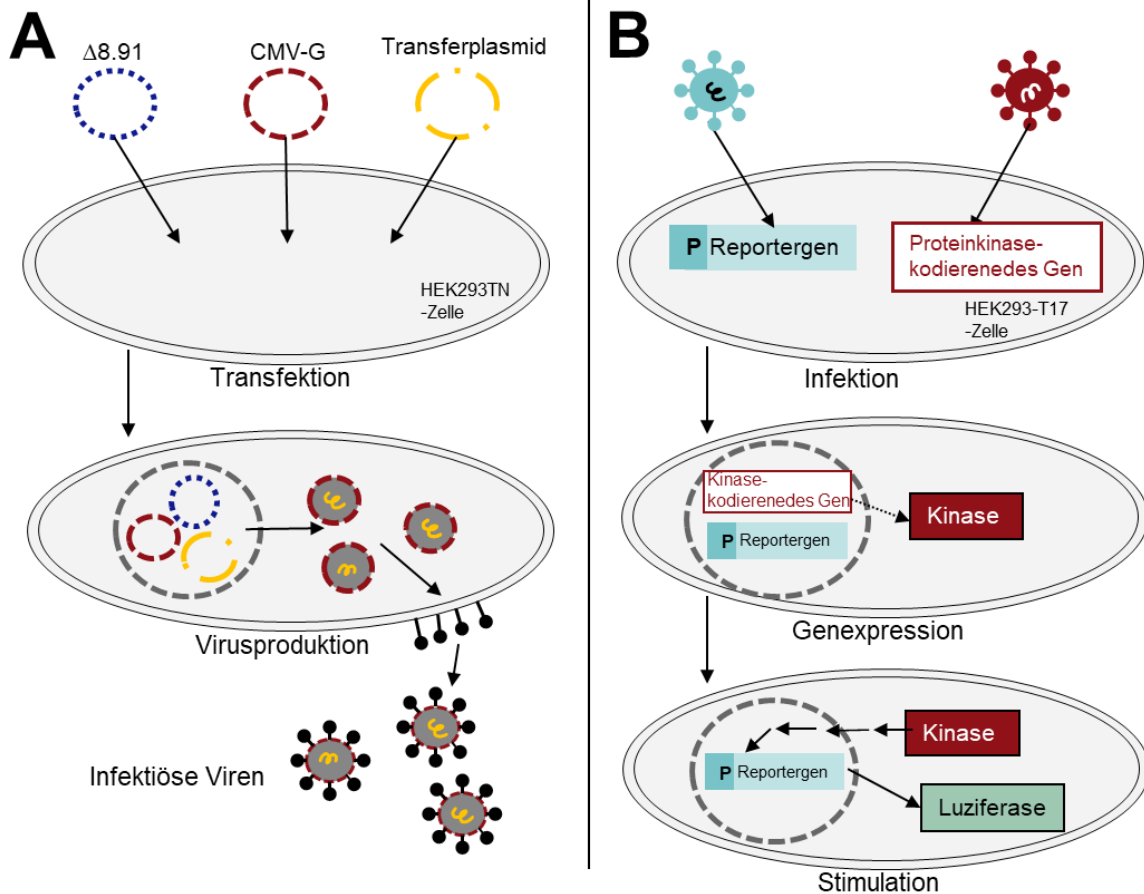 A
Δ8.91
CMV-G
Transferplasmid
HEK293TN
-Zelle
Transfektion
Virusproduktion
Infektiöse Viren
B
P Reportergen
Proteinkinase-
kodierenedes Gen
HEK293-T17
-Zelle
Infektion
Kinase-
kodierenedes Gen
P Reportergen
Kinase
Genexpression
Kinase
P Reportergen
Luziferase
Stimulation